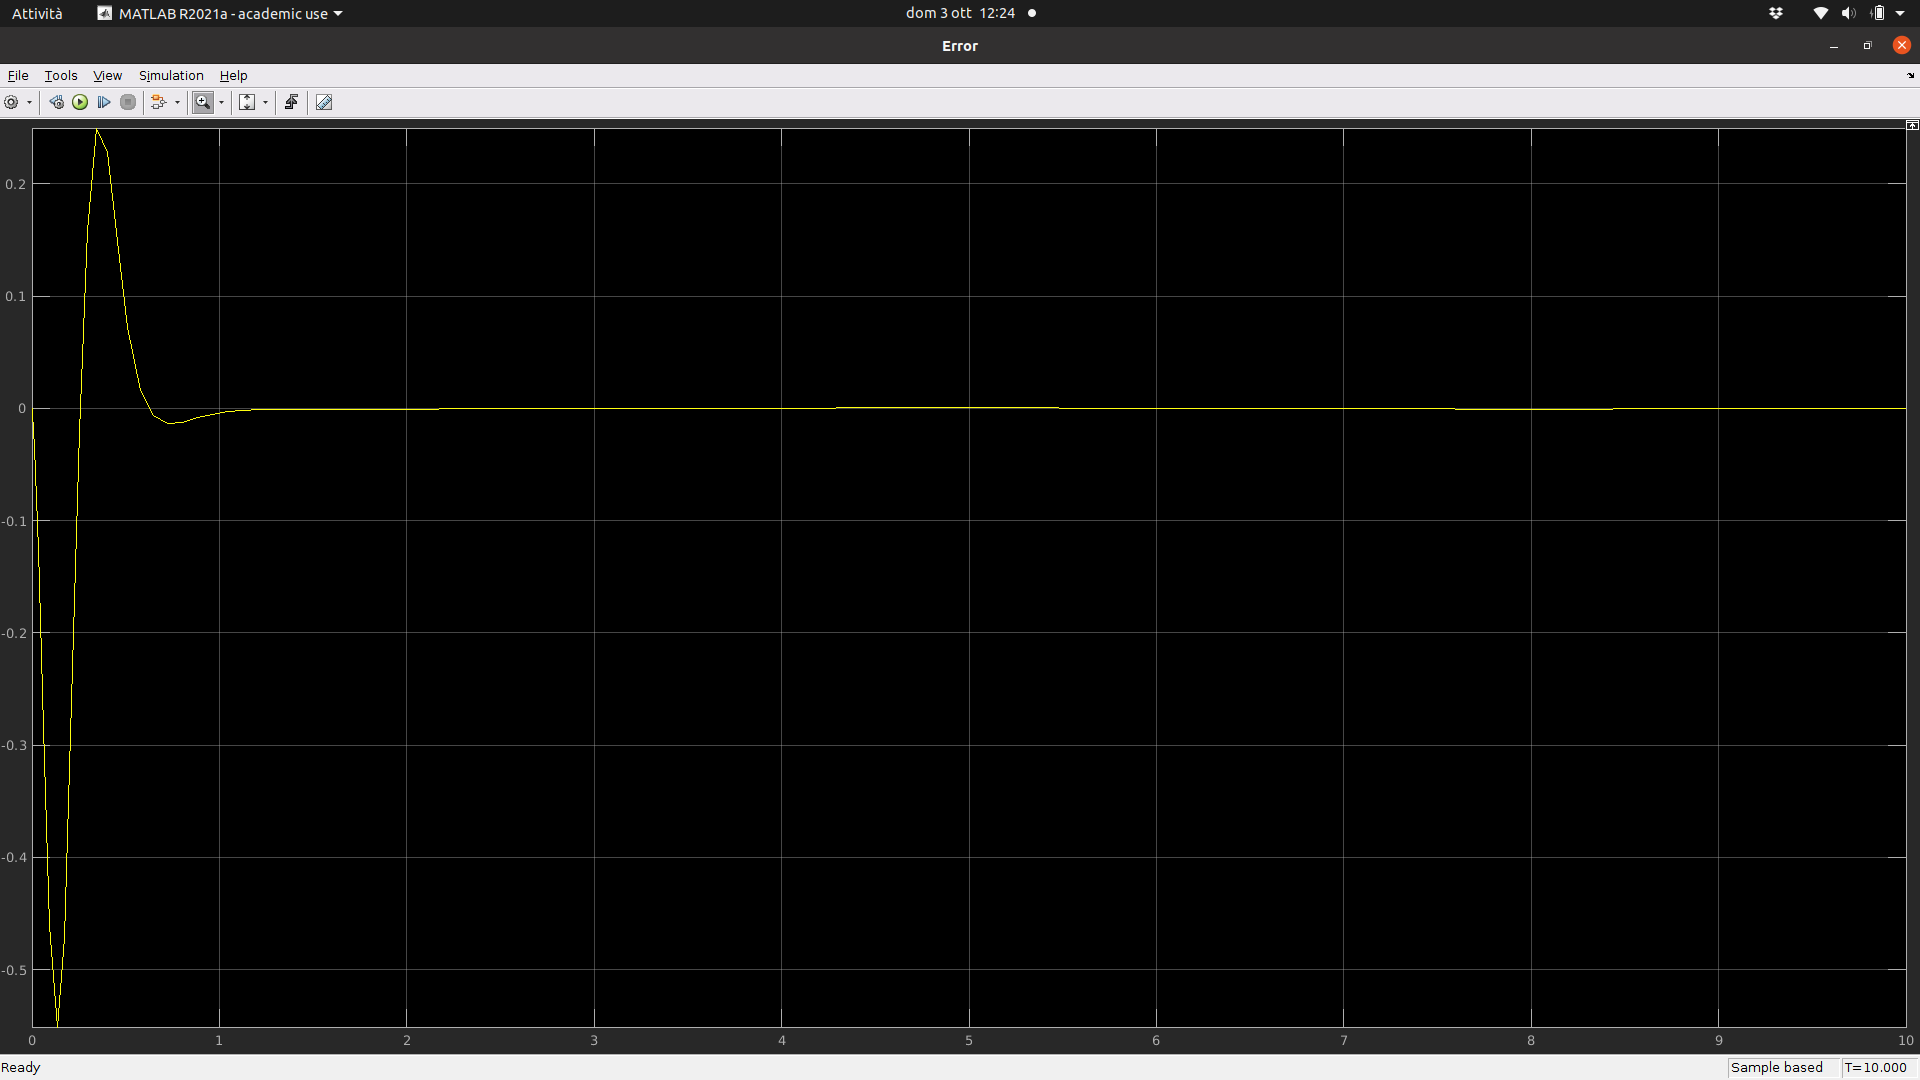 Attività MATLAB R2021a - academic use dom 3 ott 12:24
Error
File Tools View Simulation Help
0.2
0.1
0
-0.1
-0.2
-0.3
-0.4
-0.5
0 1 2 3 4 5 6 7 8 9 10
Ready Sample based T=10.000